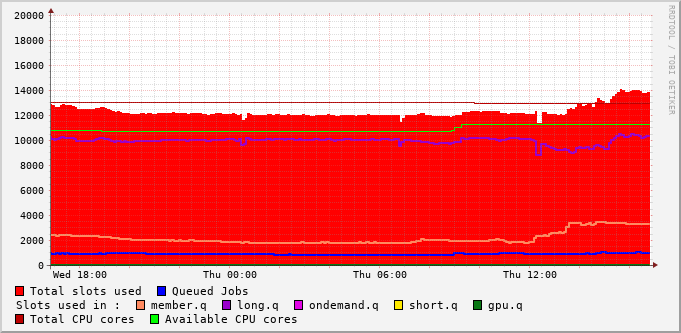 RRDTOOL / TOBI OETIKER
20000
18000
16000
14000
12000
10000
8000
6000
4000
2000
0
Wed 18:00 Thu 00:00 Thu 06:00 Thu 12:00
Total slots used Queued Jobs
Slots used in : member.q long.q ondemand.q short.q gpu.q
Total CPU cores Available CPU cores